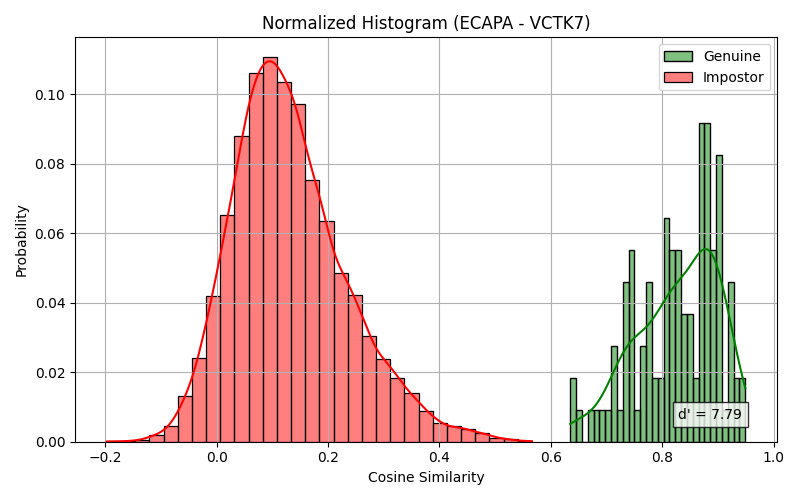 Normalized Histogram (ECAPA - VCTK7)
Genuine
Impostor
Probability
0.10
0.08
0.06
0.04
0.02
0.00
d' = 7.79
−0.2
0.0
0.2
0.4
0.6
0.8
1.0
Cosine Similarity